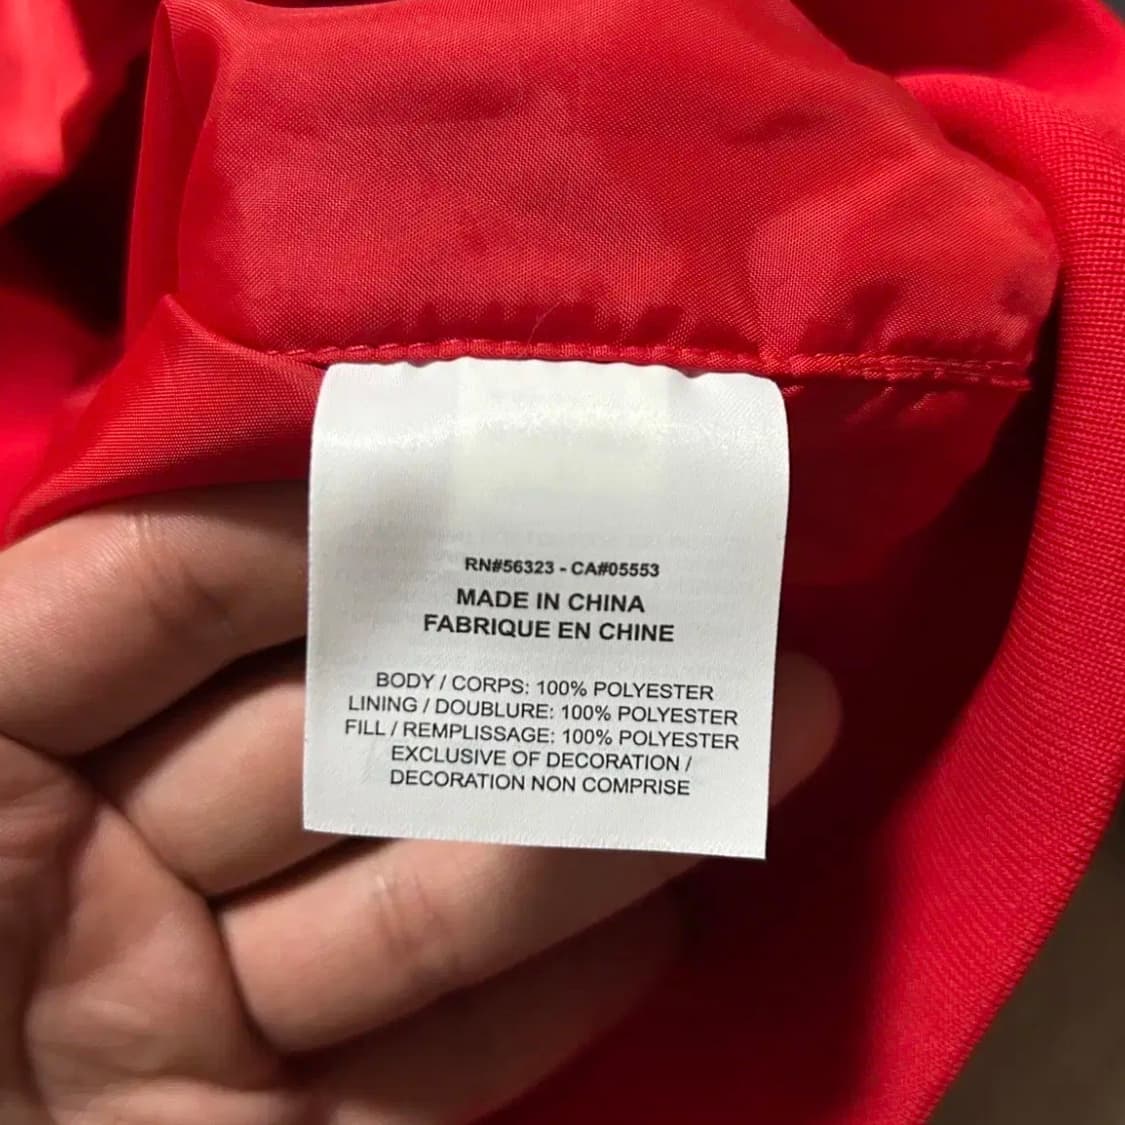 RN#56323 - CA#05553
MADE IN CHINA
FABRIQUE EN CHINE
BODY / CORPS: 100% POLYESTER
LINING / DOUBLURE: 100% POLYESTER
FILL / REMPLISSAGE: 100% POLYESTER
EXCLUSIVE OF DECORATION /
DECORATION NON COMPRISE